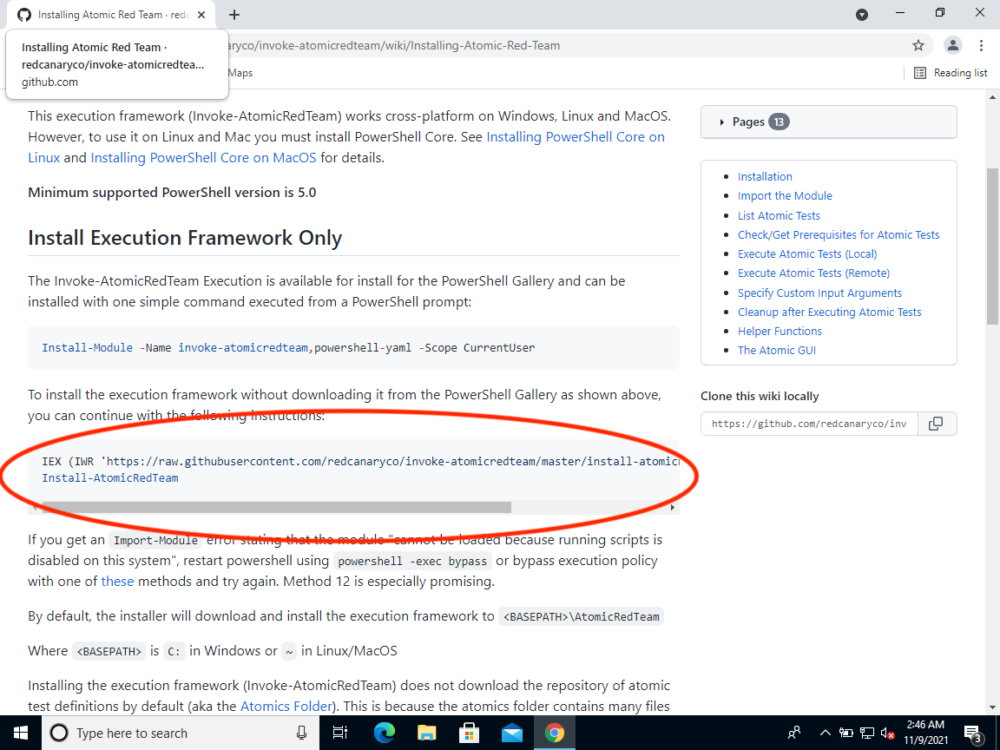 Installing Atomic Red Team · redc
Installing Atomic Red Team ·
redcanaryco/invoke-atomicredtea...
github.com
aryco/invoke-atomicredteam/wiki/Installing-Atomic-Red-Team
Maps
Reading list
This execution framework (Invoke-AtomicRedTeam) works cross-platform on Windows, Linux and MacOS.
However, to use it on Linux and Mac you must install PowerShell Core. See Installing PowerShell Core on
Linux and Installing PowerShell Core on MacOS for details.
Minimum supported PowerShell version is 5.0
Install Execution Framework Only
The Invoke-AtomicRedTeam Execution is available for install for the PowerShell Gallery and can be
installed with one simple command executed from a PowerShell prompt:
Install-Module -Name invoke-atomicredteam,powershell-yaml -Scope CurrentUser
To install the execution framework without downloading it from the PowerShell Gallery as shown above,
you can continue with the following instructions:
IEX (IWR 'https://raw.githubusercontent.com/redcanaryco/invoke-atomicredteam/master/install-atomic
Install-AtomicRedTeam
If you get an Import-Module error stating that the module "cannot be loaded because running scripts is
disabled on this system", restart powershell using powershell -exec bypass or bypass execution policy
with one of these methods and try again. Method 12 is especially promising.
By default, the installer will download and install the execution framework to <BASEPATH>\AtomicRedTeam
Where <BASEPATH> is C: in Windows or ~ in Linux/MacOS
Installing the execution framework (Invoke-AtomicRedTeam) does not download the repository of atomic
test definitions by default (aka the Atomics Folder). This is because the atomics folder contains many files
Pages 13
Installation
Import the Module
List Atomic Tests
Check/Get Prerequisites for Atomic Tests
Execute Atomic Tests (Local)
Execute Atomic Tests (Remote)
Specify Custom Input Arguments
Cleanup after Executing Atomic Tests
Helper Functions
The Atomic GUI
Clone this wiki locally
https://github.com/redcanaryco/inv
Type here to search
2:46 AM
11/9/2021
3